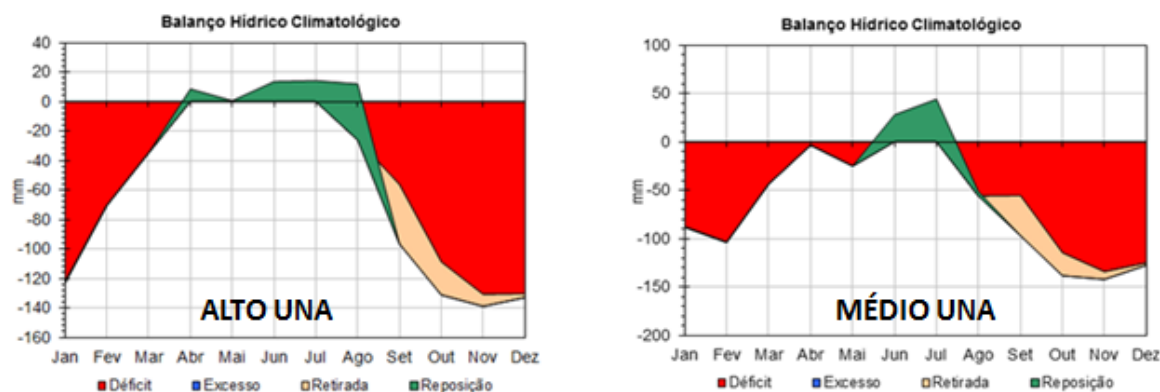 Balanço Hídrico Climatológico
40
20
0
-20
-40
-60
-80
-100
-120
-140
-160
mm
ALTO UNA
Jan Fev Mar Abr Mai Jun Jul Ago Set Out Nov Dez
Déficit Excesso Retirada Reposição
Balanço Hídrico Climatológico
100
50
0
-50
-100
-150
-200
mm
MÉDIO UNA
Jan Fev Mar Abr Mai Jun Jul Ago Set Out Nov Dez
Déficit Excesso Retirada Reposição